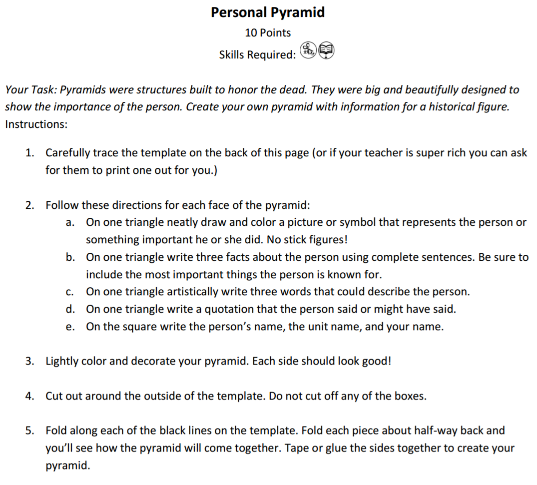 Personal Pyramid
10 Points
Skills Required:
Your Task: Pyramids were structures built to honor the dead. They were big and beautifully designed to
show the importance of the person. Create your own pyramid with information for a historical figure.
Instructions:
1. Carefully trace the template on the back of this page (or if your teacher is super rich you can ask
for them to print one out for you.)
2. Follow these directions for each face of the pyramid:
a. On one triangle neatly draw and color a picture or symbol that represents the person or
something important he or she did. No stick figures!
b. On one triangle write three facts about the person using complete sentences. Be sure to
include the most important things the person is known for.
c. On one triangle artistically write three words that could describe the person.
d. On one triangle write a quotation that the person said or might have said.
e. On the square write the person's name, the unit name, and your name.
3. Lightly color and decorate your pyramid. Each side should look good!
4. Cut out around the outside of the template. Do not cut off any of the boxes.
5. Fold along each of the black lines on the template. Fold each piece about half-way back and
you'll see how the pyramid will come together. Tape or glue the sides together to create your
pyramid.